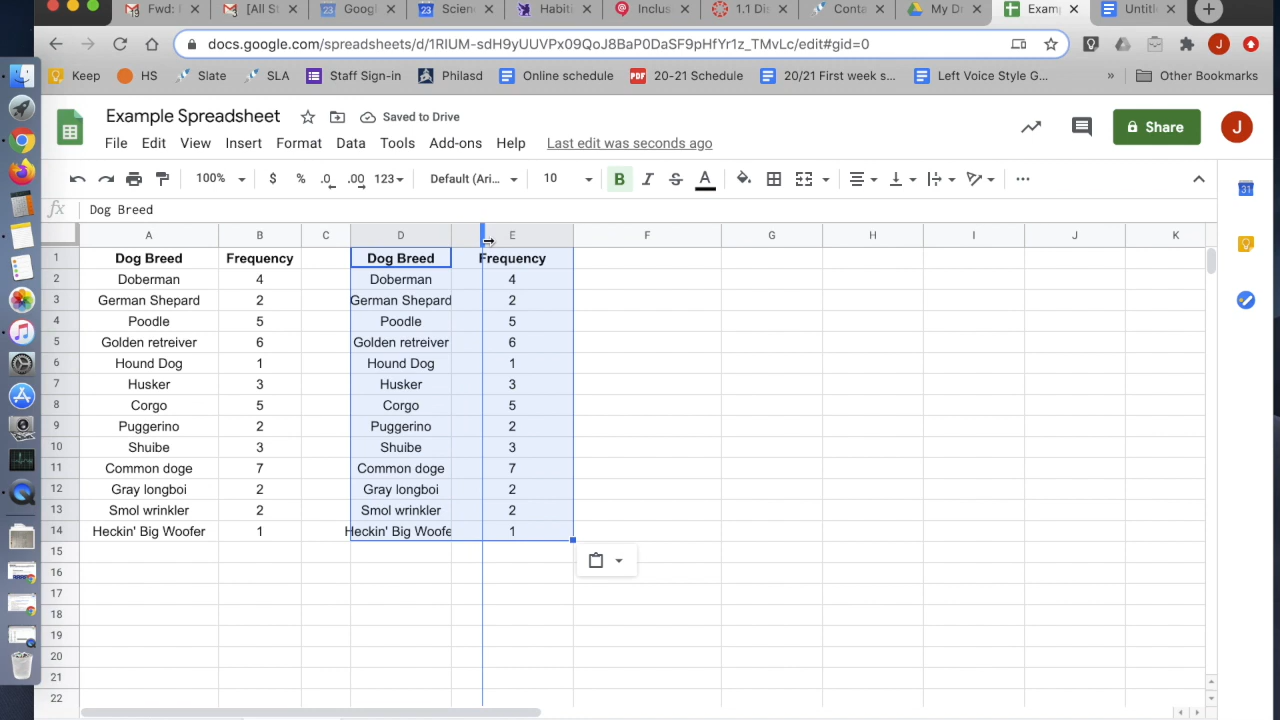 Fwd: I
[All St
Googl
23
Scienc
23
Habiti
Inclus
1.1 Di
Conta
My Dr
Examp
Untitl
docs.google.com/spreadsheets/d/1RIUM-sdH9yUUVPx09QoJ8BaP0DaSF9pHfYr1z_TMvLc/edit#gid=0
J
Keep
HS
Slate
SLA
Staff Sign-in
Philasd
Online schedule
PDF
20-21 Schedule
20/21 First week s...
Left Voice Style G...
»
Other Bookmarks
Example Spreadsheet
Saved to Drive
Share
J
File Edit View Insert Format Data Tools Add-ons Help Last edit was seconds ago
100% $ % .0 .00 123 Default (Ari... 10 B I S A
31
fx Dog Breed
A B C D E F G H I J K
1 Dog Breed Frequency Dog Breed Frequency
2 Doberman 4 Doberman 4
3 German Shepard 2 German Shepard 2
4 Poodle 5 Poodle 5
5 Golden retreiver 6 Golden retreiver 6
6 Hound Dog 1 Hound Dog 1
7 Husker 3 Husker 3
8 Corgo 5 Corgo 5
9 Puggerino 2 Puggerino 2
10 Shuibe 3 Shuibe 3
11 Common doge 7 Common doge 7
12 Gray longboi 2 Gray longboi 2
13 Smol wrinkler 2 Smol wrinkler 2
14 Heckin' Big Woofer 1 Heckin' Big Woofe 1
15
16
17
18
19
20
21
22